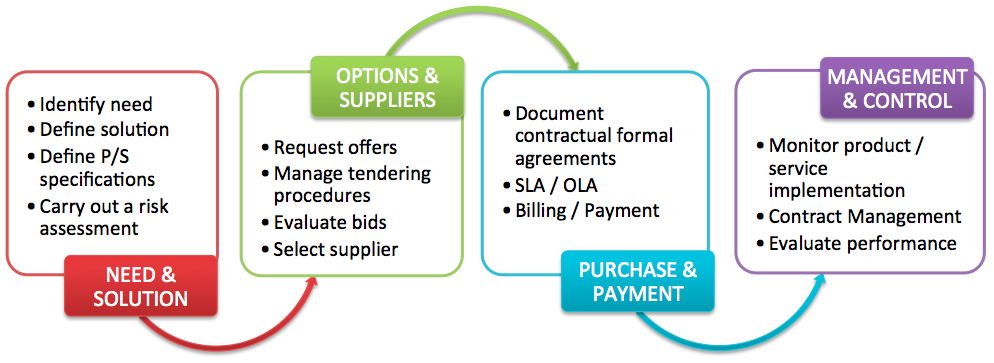 NEED &
SOLUTION
• Identify need
• Define solution
• Define P/S
specifications
• Carry out a risk
assessment
OPTIONS &
SUPPLIERS
• Request offers
• Manage tendering
procedures
• Evaluate bids
• Select supplier
PURCHASE &
PAYMENT
• Document
contractual formal
agreements
• SLA / OLA
• Billing / Payment
MANAGEMENT
& CONTROL
• Monitor product /
service
implementation
• Contract Management
• Evaluate performance